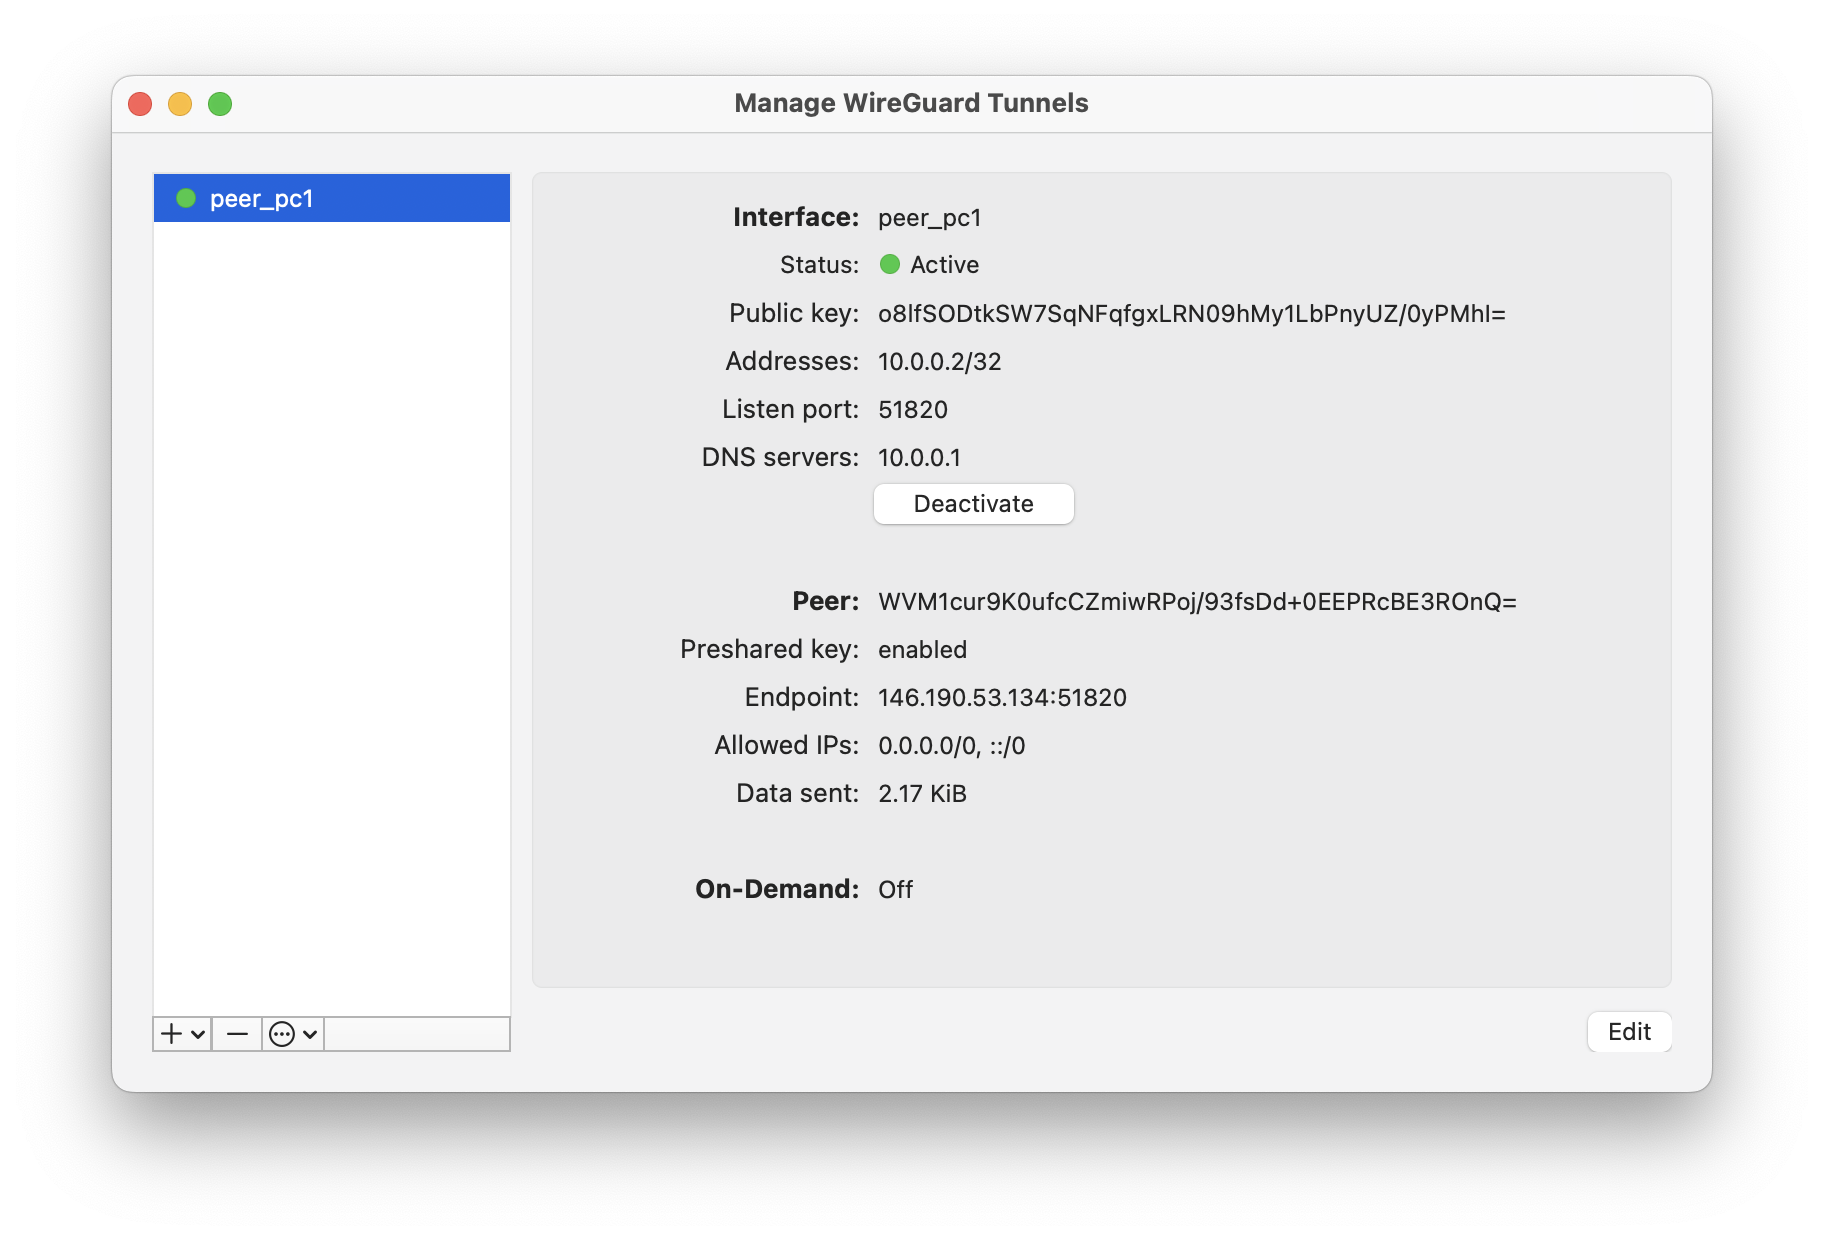 Manage WireGuard Tunnels
peer_pc1
Interface: peer_pc1
Status: Active
Public key: o8lfSODtkSW7SqNFqfgxLRN09hMy1LbPnyUZ/0yPMhI=
Addresses: 10.0.0.2/32
Listen port: 51820
DNS servers: 10.0.0.1
Deactivate
Peer: WVM1cur9K0ufcCZmiwRPoj/93fsDd+0EEPRcBE3ROnQ=
Preshared key: enabled
Endpoint: 146.190.53.134:51820
Allowed IPs: 0.0.0.0/0, ::/0
Data sent: 2.17 KiB
On-Demand: Off
Edit